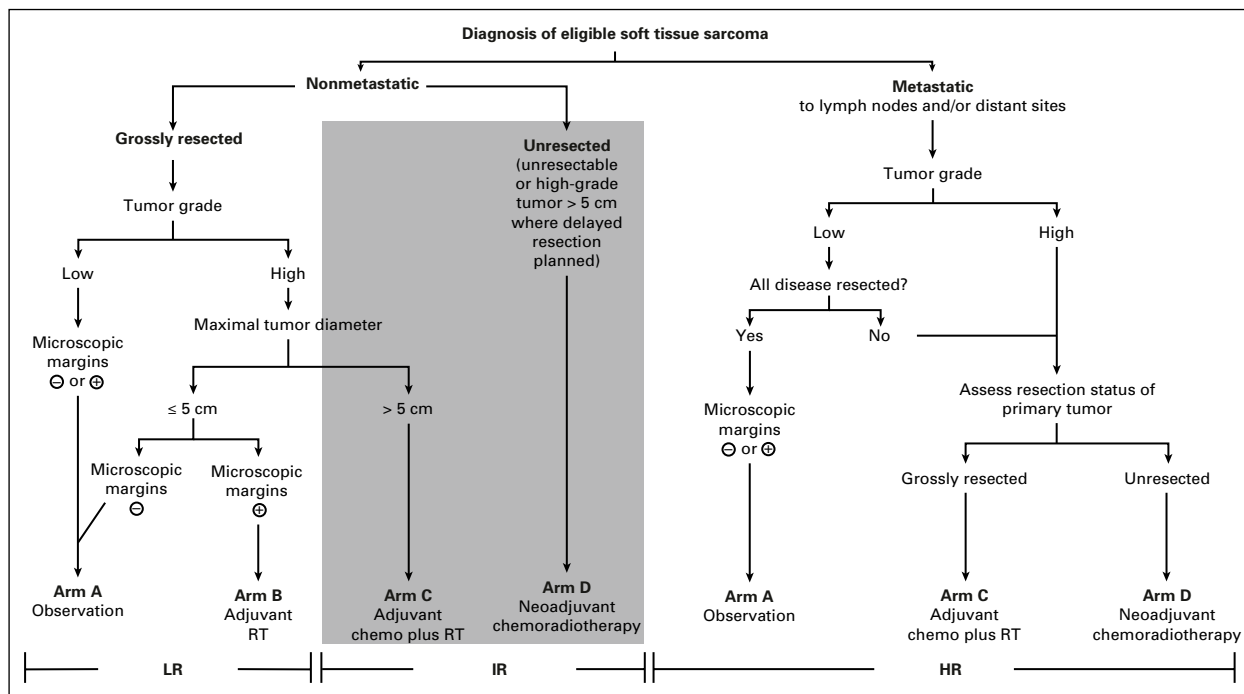 Diagnosis of eligible soft tissue sarcoma
Nonmetastatic
Metastatic
to lymph nodes and/or distant sites
Grossly resected
Unresected
(unresectable
or high-grade
tumor > 5 cm
where delayed
resection
planned)
Tumor grade
Tumor grade
Low
High
Low
High
All disease resected?
Maximal tumor diameter
Yes
No
Microscopic
margins
⊖ or ⊕
≤ 5 cm
> 5 cm
Assess resection status of
primary tumor
Microscopic
margins
⊖ or ⊕
Microscopic
margins
⊖
Microscopic
margins
⊕
Grossly resected
Unresected
Arm A
Observation
Arm B
Adjuvant
RT
Arm C
Adjuvant
chemo plus RT
Arm D
Neoadjuvant
chemoradiotherapy
Arm A
Observation
Arm C
Adjuvant
chemo plus RT
Arm D
Neoadjuvant
chemoradiotherapy
LR
IR
HR